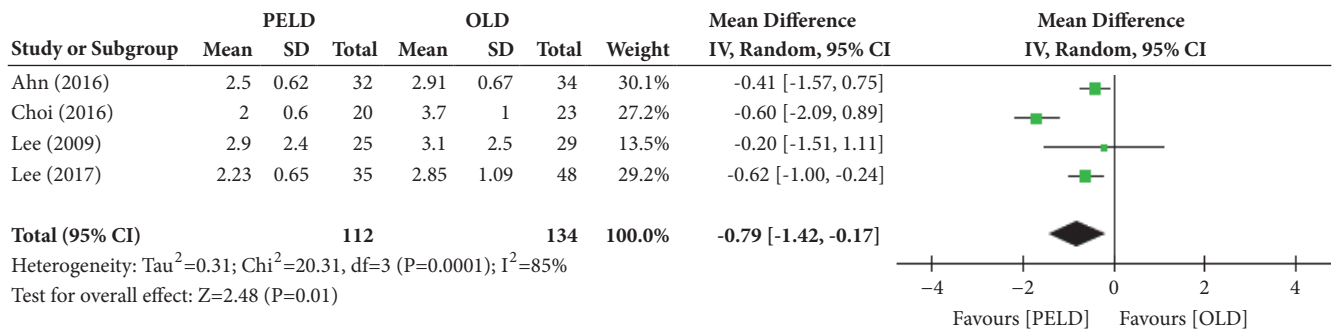 PELD OLD Mean Difference Mean Difference
Study or Subgroup Mean SD Total Mean SD Total Weight IV, Random, 95% CI IV, Random, 95% CI
Ahn (2016) 2.5 0.62 32 2.91 0.67 34 30.1% -0.41 [-1.57, 0.75]
Choi (2016) 2 0.6 20 3.7 1 23 27.2% -0.60 [-2.09, 0.89]
Lee (2009) 2.9 2.4 25 3.1 2.5 29 13.5% -0.20 [-1.51, 1.11]
Lee (2017) 2.23 0.65 35 2.85 1.09 48 29.2% -0.62 [-1.00, -0.24]
Total (95% CI) 112 134 100.0% -0.79 [-1.42, -0.17]
Heterogeneity: Tau²=0.31; Chi²=20.31, df=3 (P=0.0001); I²=85%
Test for overall effect: Z=2.48 (P=0.01)
−4 −2 0 2 4
Favours [PELD] Favours [OLD]